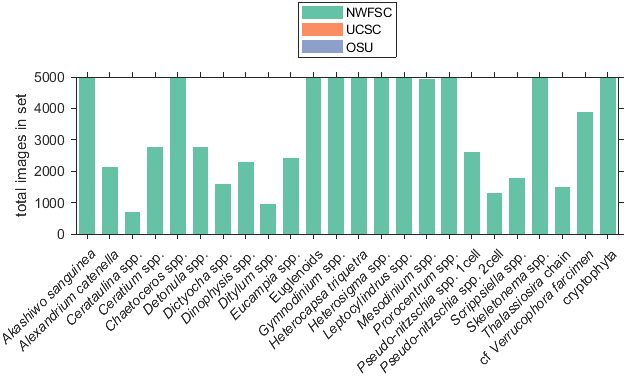 NWFSC
UCSC
OSU
total images in set
5000
4000
3000
2000
1000
0
Akashiwo sanguinea
Alexandrium catenella
Cerataulina spp.
Ceratium spp.
Chaetoceros spp.
Detonula spp.
Dictyocha spp.
Dinophysis spp.
Ditylum spp.
Eucampia spp.
Euglenoids
Gymnodinium spp.
Heterocapsa triquetra
Heterosigma spp.
Leptocylindrus spp.
Mesodinium spp.
Prorocentrum spp.
Pseudo-nitzschia spp. 1cell
Pseudo-nitzschia spp. 2cell
Scrippsiella spp.
Skeletonema spp.
Thalassiosira chain
cf Verrucophora farcimen
cryptophyta